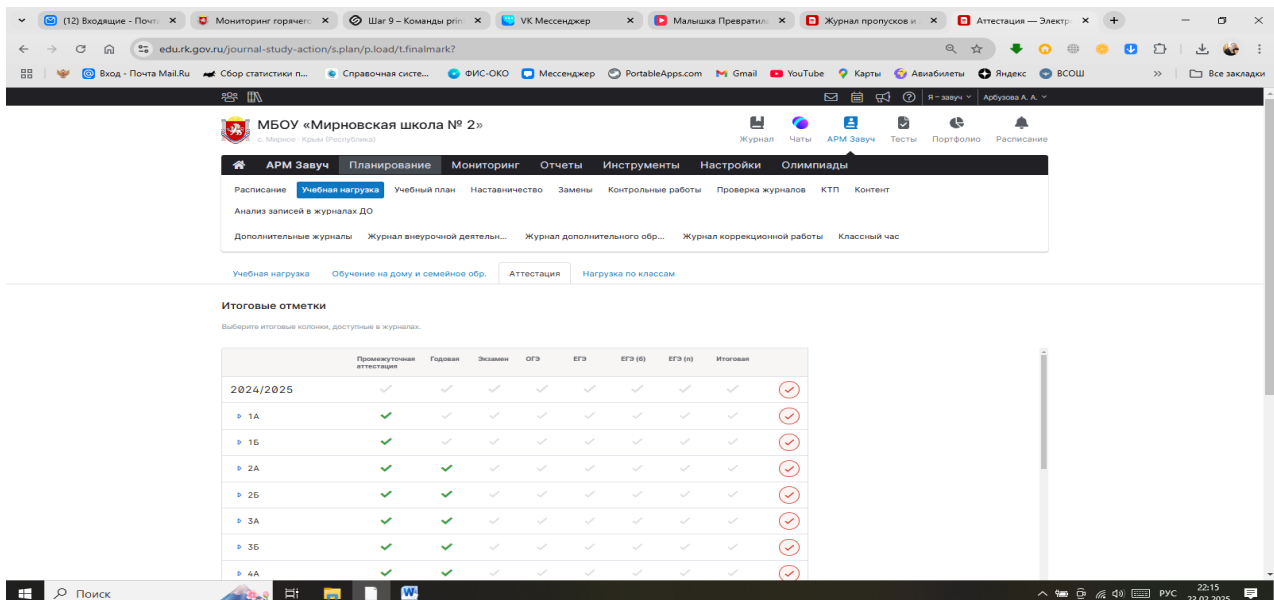 (12) Входящие - Почт Мониторинг горячего Шаг 9 – Команды prin VK Мессенджер Малышка Преврати Журнал пропусков и Аттестация — Электр
edu.rk.gov.ru/journal-study-action/s.plan/p.load/t.finalmark?
Вход - Почта Mail.Ru Сбор статистики п... Справочная систе... ФИС-ОКО Мессенджер PortableApps.com Gmail YouTube Карты Авиабилеты Яндекс ВСОШ » Все закладки
Я – завуч Арбузова А. А.
МБОУ «Мирновская школа № 2»
с. Мирное · Крым (Республика)
Журнал Чаты АРМ Завуч Тесты Портфолио Расписание
АРМ Завуч Планирование Мониторинг Отчеты Инструменты Настройки Олимпиады
Расписание Учебная нагрузка Учебный план Наставничество Замены Контрольные работы Проверка журналов КТП Контент
Анализ записей в журналах ДО
Дополнительные журналы Журнал внеурочной деятельн... Журнал дополнительного обр... Журнал коррекционной работы Классный час
Учебная нагрузка Обучение на дому и семейное обр. Аттестация Нагрузка по классам
Итоговые отметки
Выберите итоговые колонки, доступные в журналах.
Промежуточная аттестация Годовая Экзамен ОГЭ ЕГЭ ЕГЭ (б) ЕГЭ (п) Итоговая
2024/2025
1А
1Б
2А
2Б
3А
3Б
4А
Поиск
РУС 22:15
23.02.2025